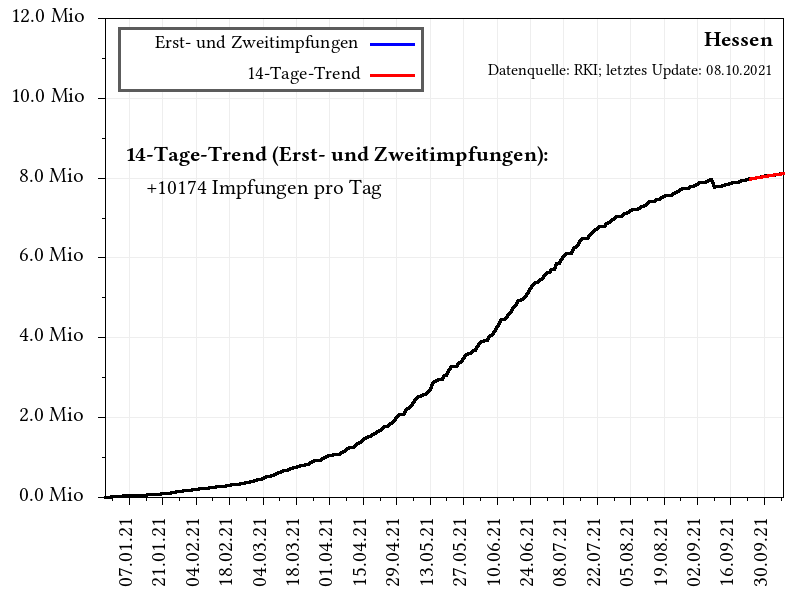 12.0 Mio
10.0 Mio
8.0 Mio
6.0 Mio
4.0 Mio
2.0 Mio
0.0 Mio
Erst- und Zweitimpfungen
14-Tage-Trend
Hessen
Datenquelle: RKI; letztes Update: 08.10.2021
14-Tage-Trend (Erst- und Zweitimpfungen):
+10174 Impfungen pro Tag
07.01.21
21.01.21
04.02.21
18.02.21
04.03.21
18.03.21
01.04.21
15.04.21
29.04.21
13.05.21
27.05.21
10.06.21
24.06.21
08.07.21
22.07.21
05.08.21
19.08.21
02.09.21
16.09.21
30.09.21